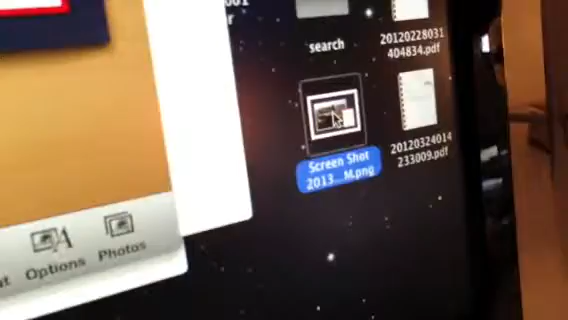 search
20120228031
404834.pdf
Screen Shot
2013...M.png
20120324014
233009.pdf
Options
Photos